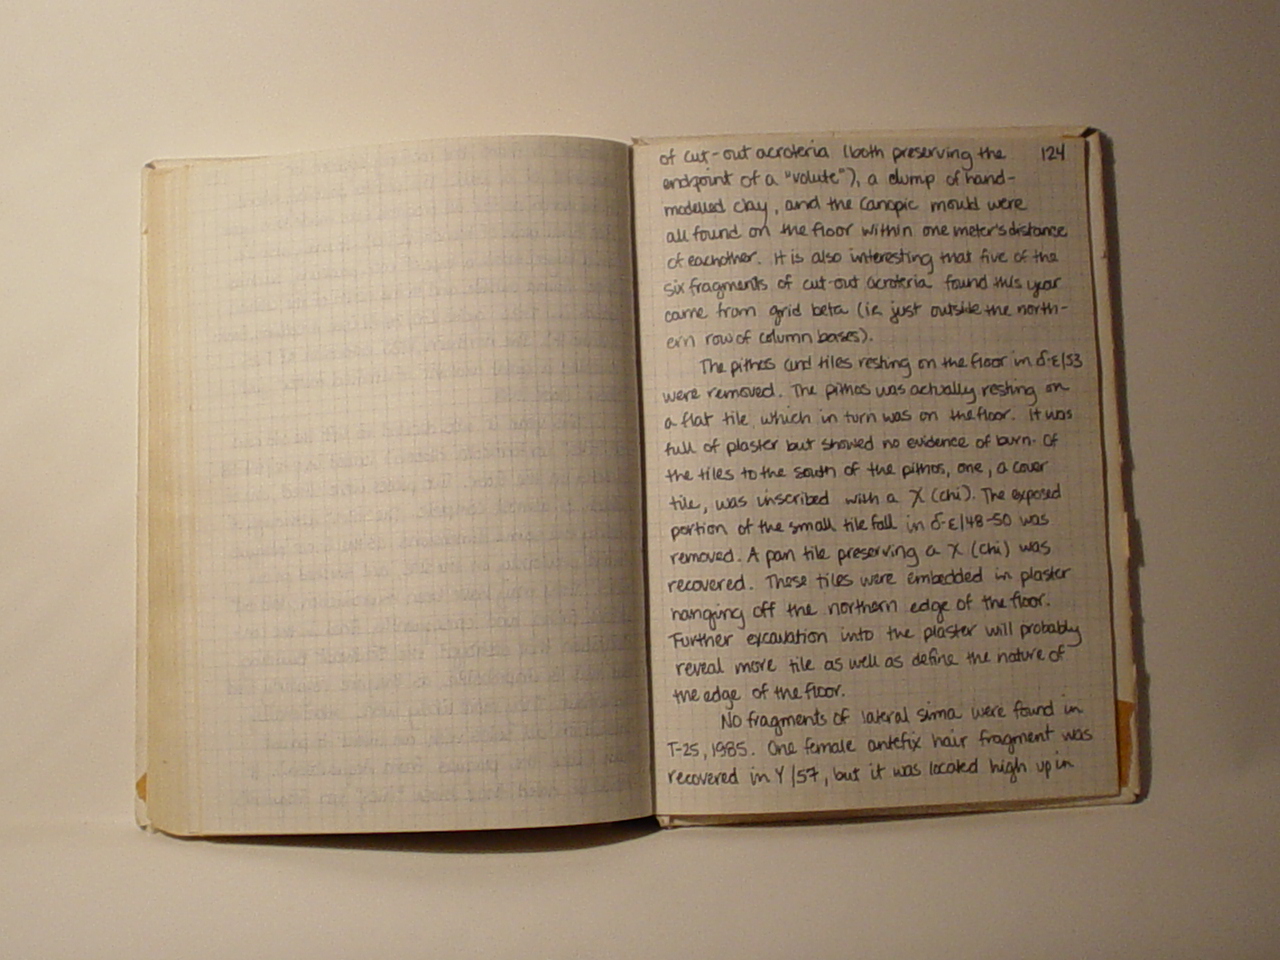 of cut-out acroteria (both preserving the 124
endpoint of a "volute"), a clump of hand-
modelled clay, and the Canopic mould were
all found on the floor within one meter's distance
of eachother. It is also interesting that five of the
six fragments of cut-out acroteria found this year
came from grid beta (ie just outside the north-
ern row of column bases).
The pithos and tiles resting on the floor in δ-ε/53
were removed. The pithos was actually resting on
a flat tile, which in turn was on the floor. It was
full of plaster but showed no evidence of burn. Of
the tiles to the south of the pithos, one, a cover
tile, was inscribed with a χ (chi). The exposed
portion of the small tile fall in δ-ε/48-50 was
removed. A pan tile preserving a χ (chi) was
recovered. These tiles were embedded in plaster
hanging off the northern edge of the floor.
Further excavation into the plaster will probably
reveal more tile as well as define the nature of
the edge of the floor.
No fragments of lateral sima were found in
T-25, 1985. One female antefix hair fragment was
recovered in Y/57, but it was located high up in